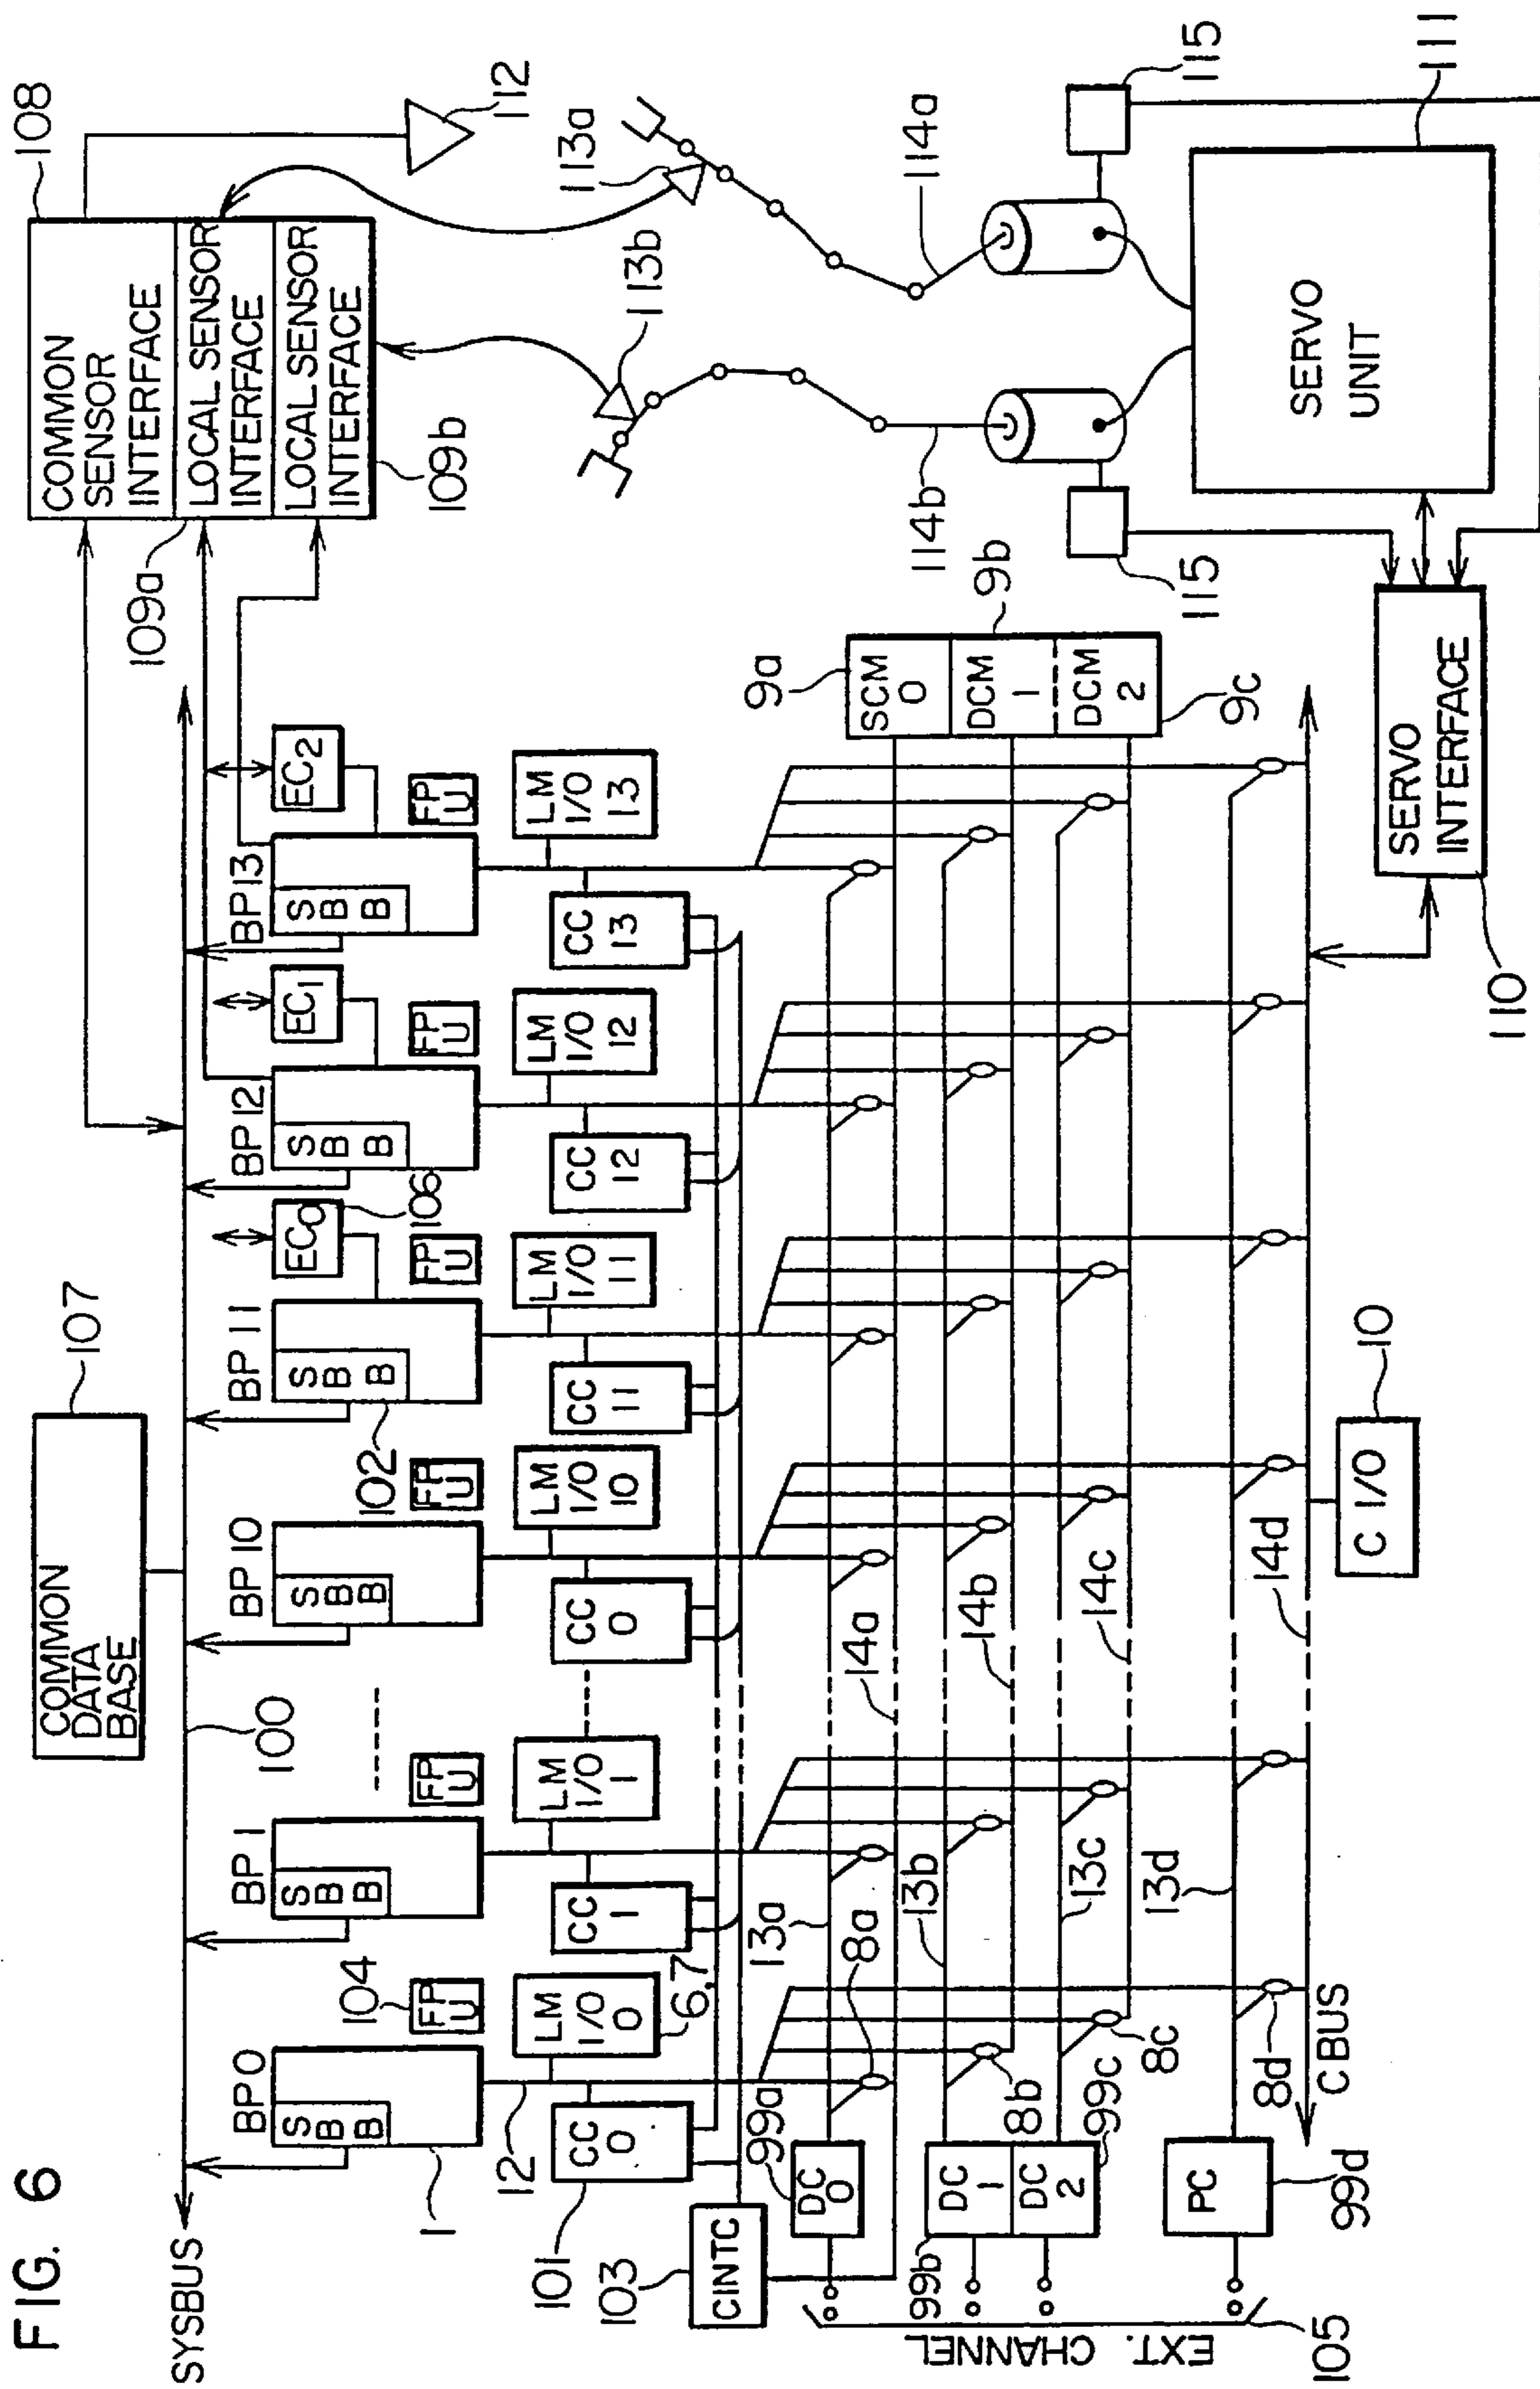 FIG. 6
COMMON
DATA
BASE
107
SYSBUS
100
108
COMMON
SENSOR
INTERFACE
LOCAL SENSOR
INTERFACE
LOCAL SENSOR
INTERFACE
109a
109b
112
113a
113b
114a
114b
115
115
SERVO
UNIT
111
SERVO
INTERFACE
110
BP 0
S
B
B
1
104
FP
U
BP 1
S
B
B
FP
U
BP 10
S
B
B
FP
U
BP 11
S
B
B
102
FP
U
EC0
106
BP 12
S
B
B
FP
U
EC1
BP 13
S
B
B
FP
U
EC2
12
LM
I/O
0
6,7
LM
I/O
1
LM
I/O
10
LM
I/O
11
LM
I/O
12
LM
I/O
13
101
CC
0
CC
1
CC
0
CC
11
CC
12
CC
13
103
CINTC
99a
DC
0
13a
8a
14a
9a
SCM
0
DCM
1
DCM
2
9b
9c
99b
DC
1
DC
2
99c
13b
8b
14b
13c
8c
14c
PC
99d
13d
8d
14d
C BUS
C I/O
10
EXT. CHANNEL
105